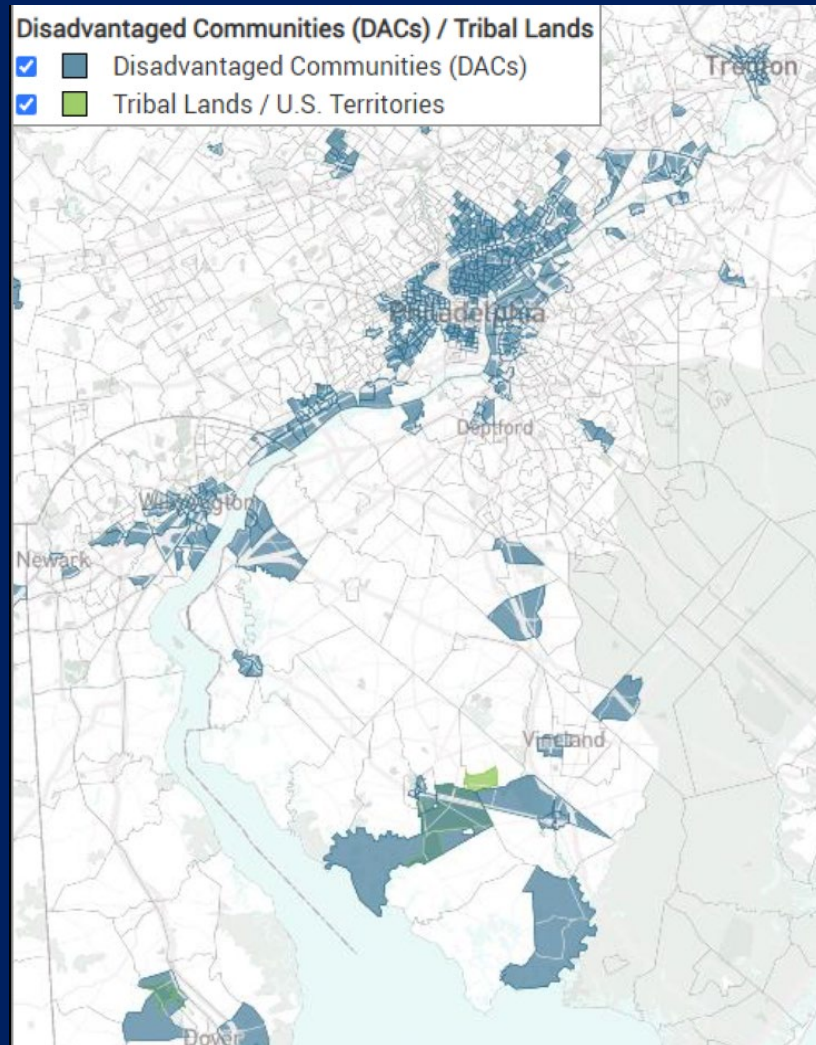 Disadvantaged Communities (DACs) / Tribal Lands
Disadvantaged Communities (DACs)
Tribal Lands / U.S. Territories
Trenton
Philadelphia
Deptford
Wilmington
Newark
Vineland
Dover